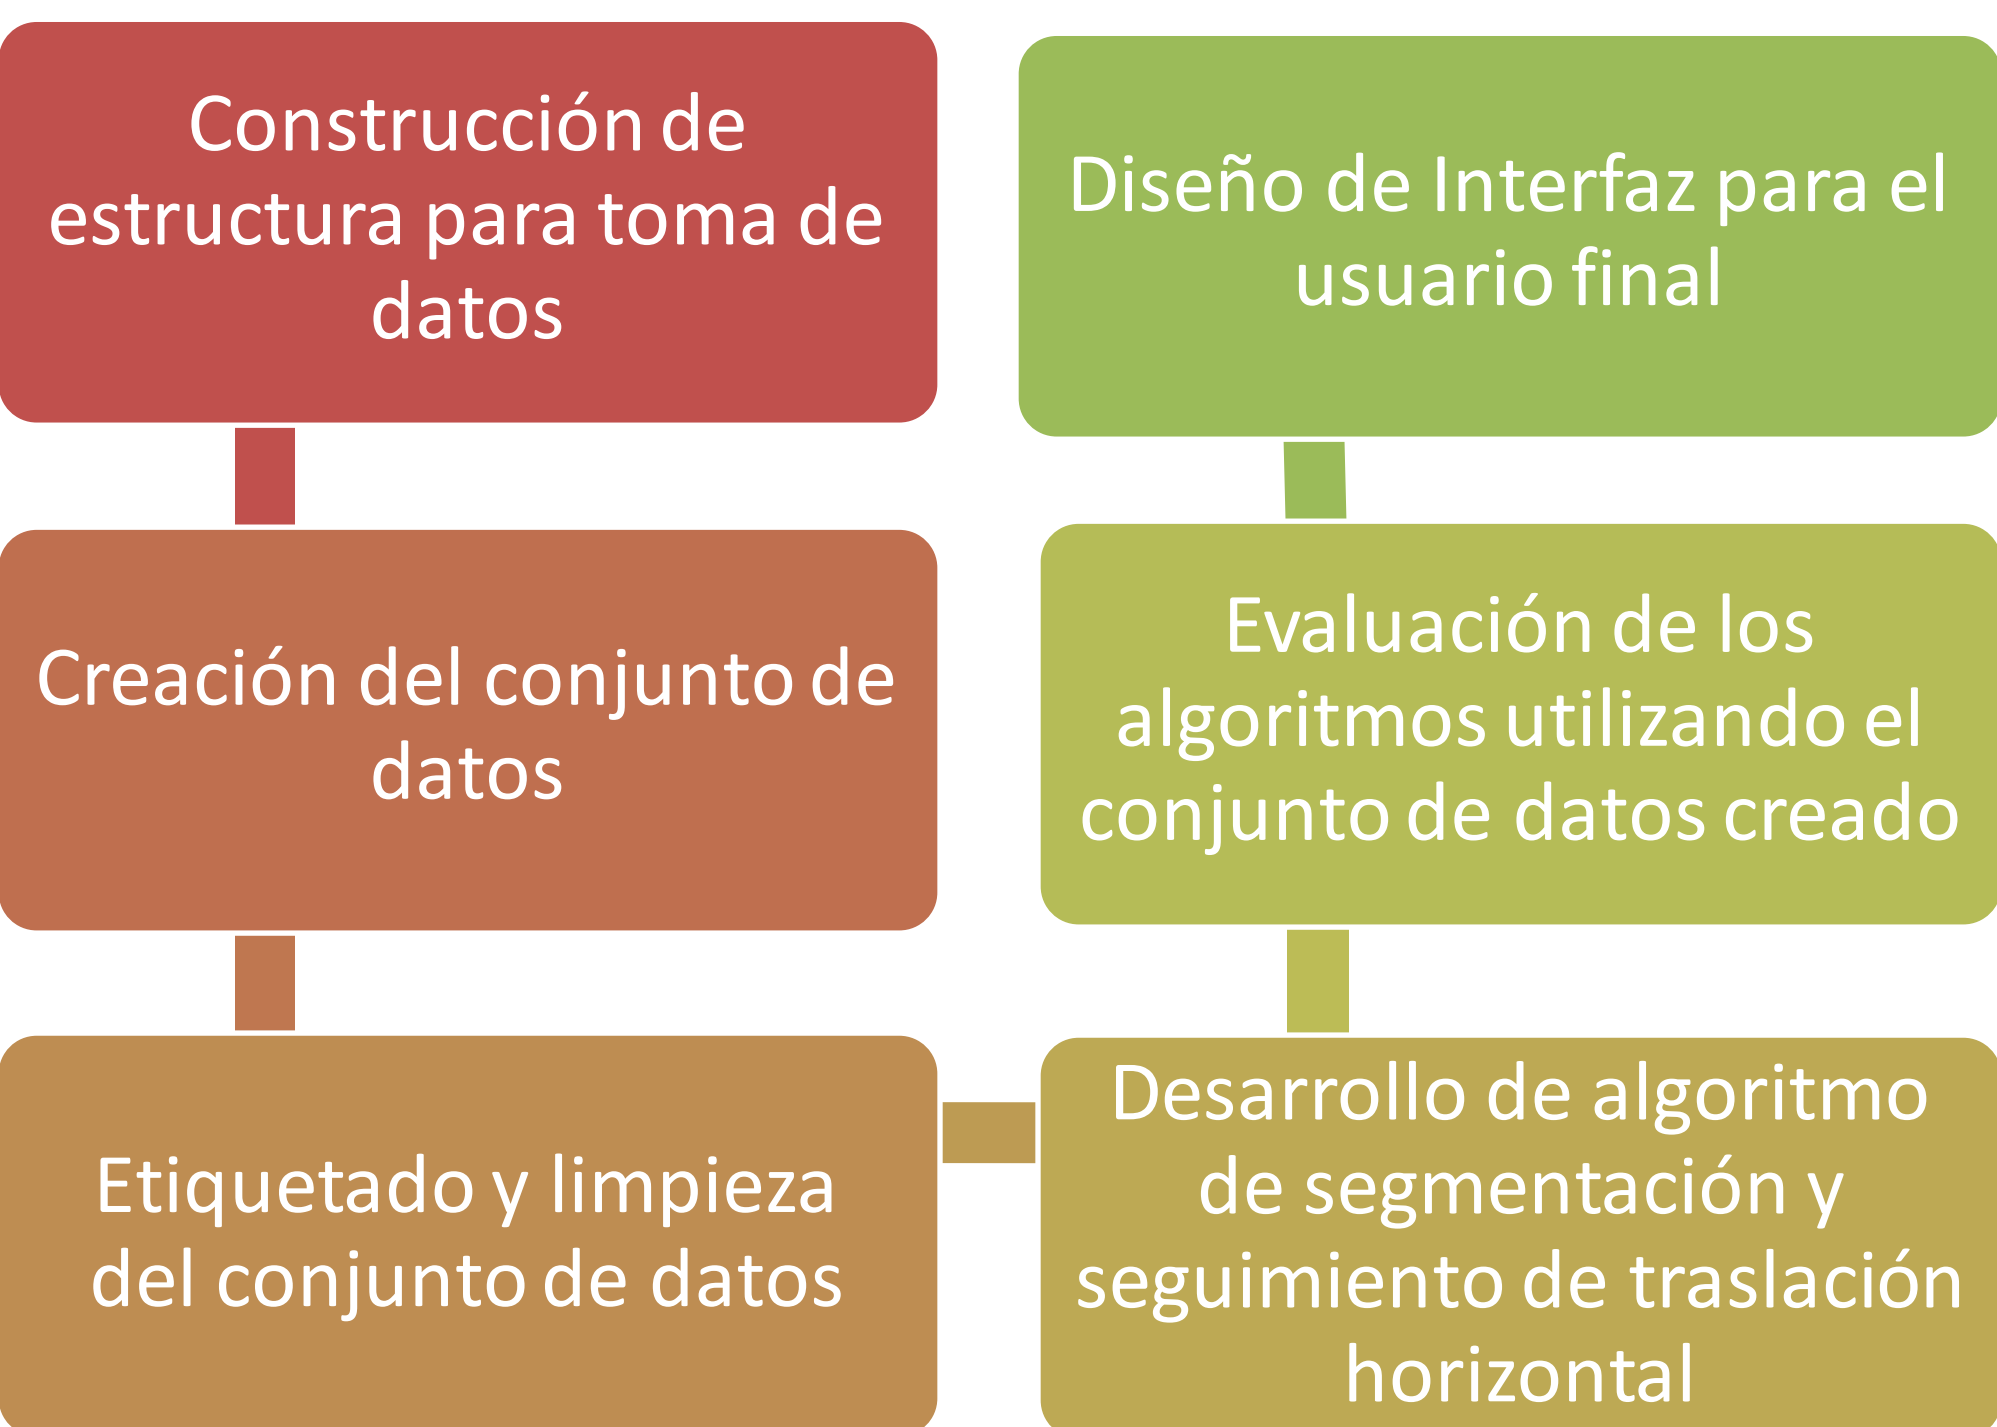 Construcción de
estructura para toma de
datos
Creación del conjunto de
datos
Etiquetado y limpieza
del conjunto de datos
Desarrollo de algoritmo
de segmentación y
seguimiento de traslación
horizontal
Evaluación de los
algoritmos utilizando el
conjunto de datos creado
Diseño de Interfaz para el
usuario final